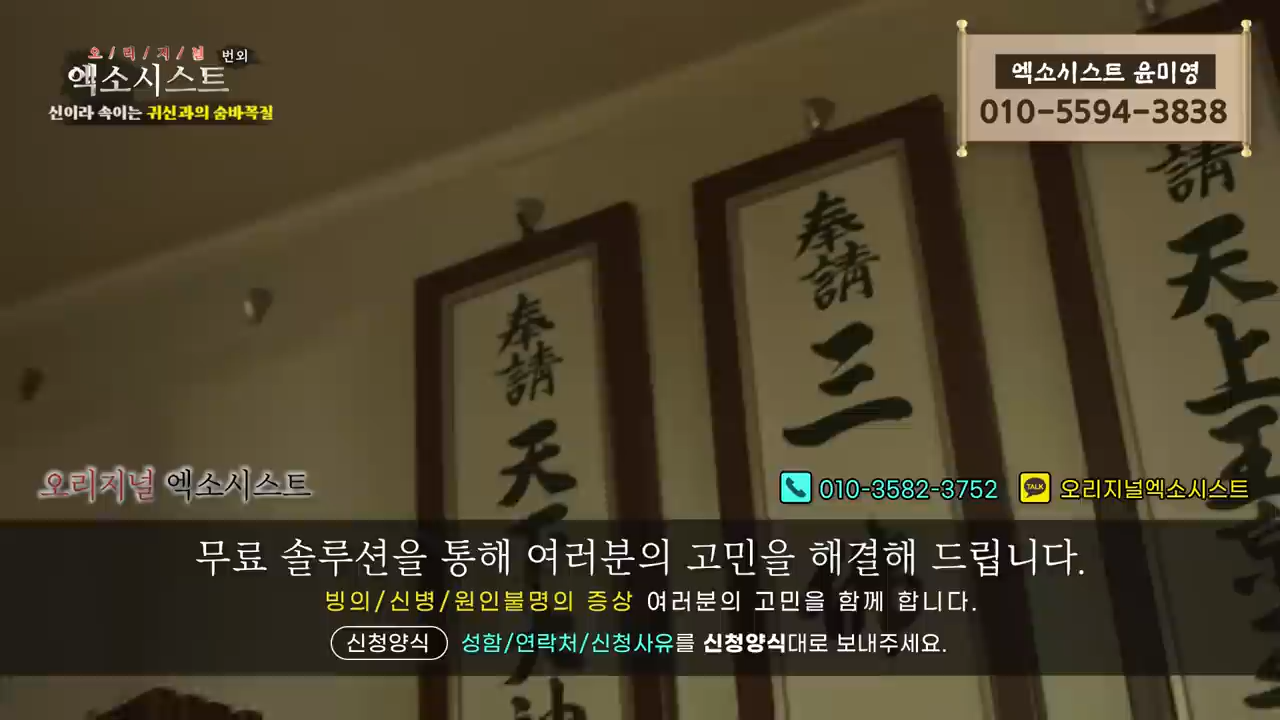 오/리/지/널 번외
엑소시스트
신이라 속이는 귀신과의 숨바꼭질
엑소시스트 윤미영
010-5594-3838
奉請 天
奉請 三
請 天上王
오리지널 엑소시스트
010-3582-3752
TALK
오리지널엑소시스트
무료 솔루션을 통해 여러분의 고민을 해결해 드립니다.
빙의/신병/원인불명의 증상 여러분의 고민을 함께 합니다.
신청양식 성함/연락처/신청사유를 신청양식대로 보내주세요.